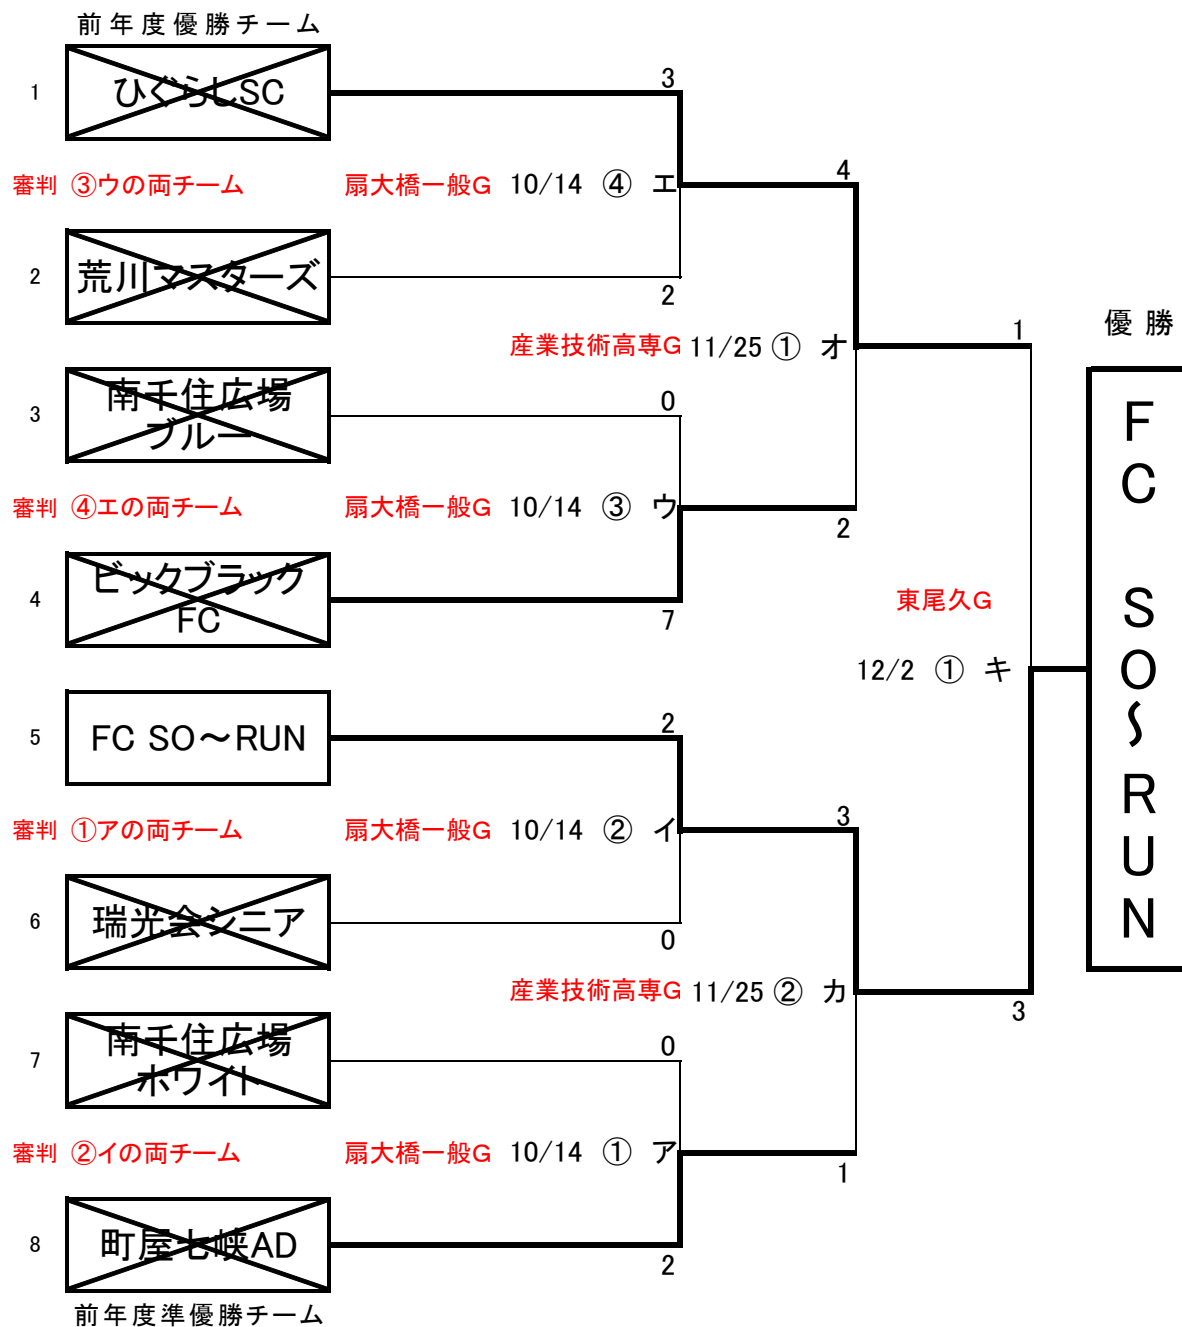 前年度優勝チーム
1 ひぐらしSC 3
審判 ③ウの両チーム 扇大橋一般G 10/14 ④ エ 4
2 荒川マスターズ 2
優勝
産業技術高専G 11/25 ① オ 1
3 南千住広場
ブルー 0
審判 ④エの両チーム 扇大橋一般G 10/14 ③ ウ 2
4 ビックブラック
FC 7
東尾久G
12/2 ① キ
FC SO～RUN
5 FC SO～RUN 2
審判 ①アの両チーム 扇大橋一般G 10/14 ② イ 3
6 瑞光会シニア 0
産業技術高専G 11/25 ② カ 3
7 南千住広場
ホワイト 0
審判 ②イの両チーム 扇大橋一般G 10/14 ① ア 1
8 町屋七峡AD 2
前年度準優勝チーム